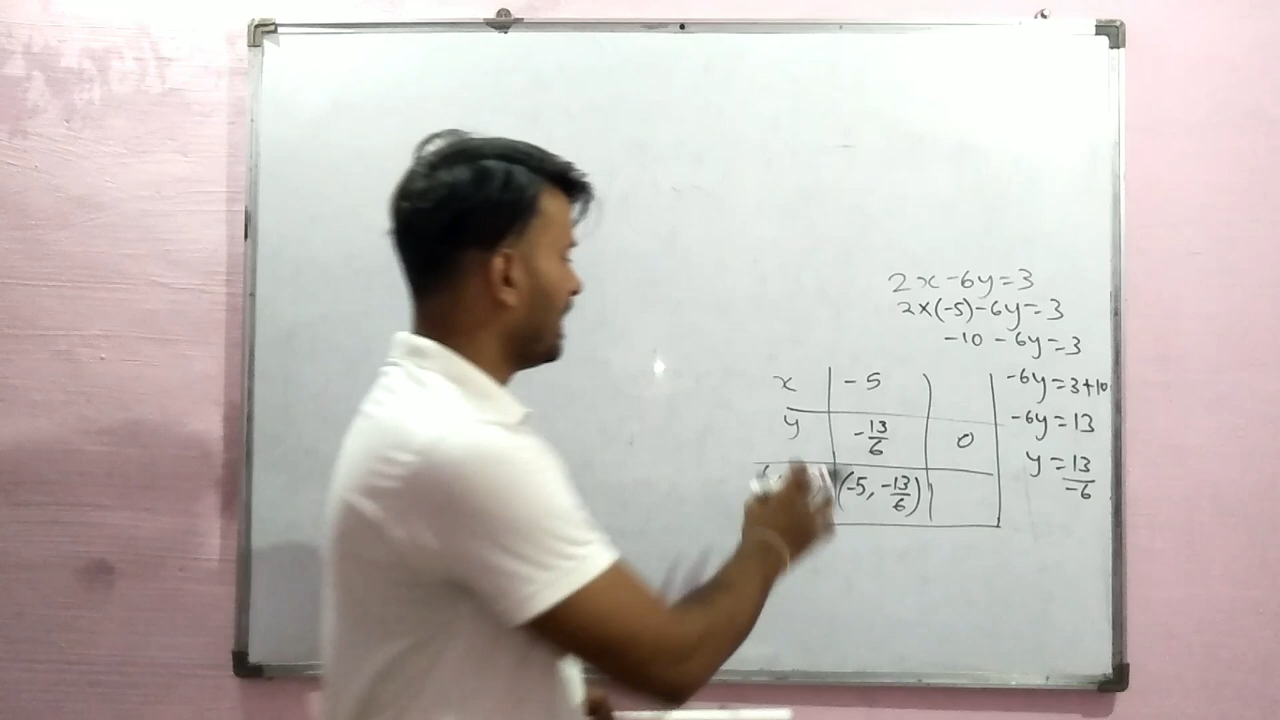 2x-6y=3
2x(-5)-6y=3
-10 - 6y=3
x | -5
-6y=3+10
y | -13/6 | 0
-6y=13
(-5, -13/6)
y = 13/-6